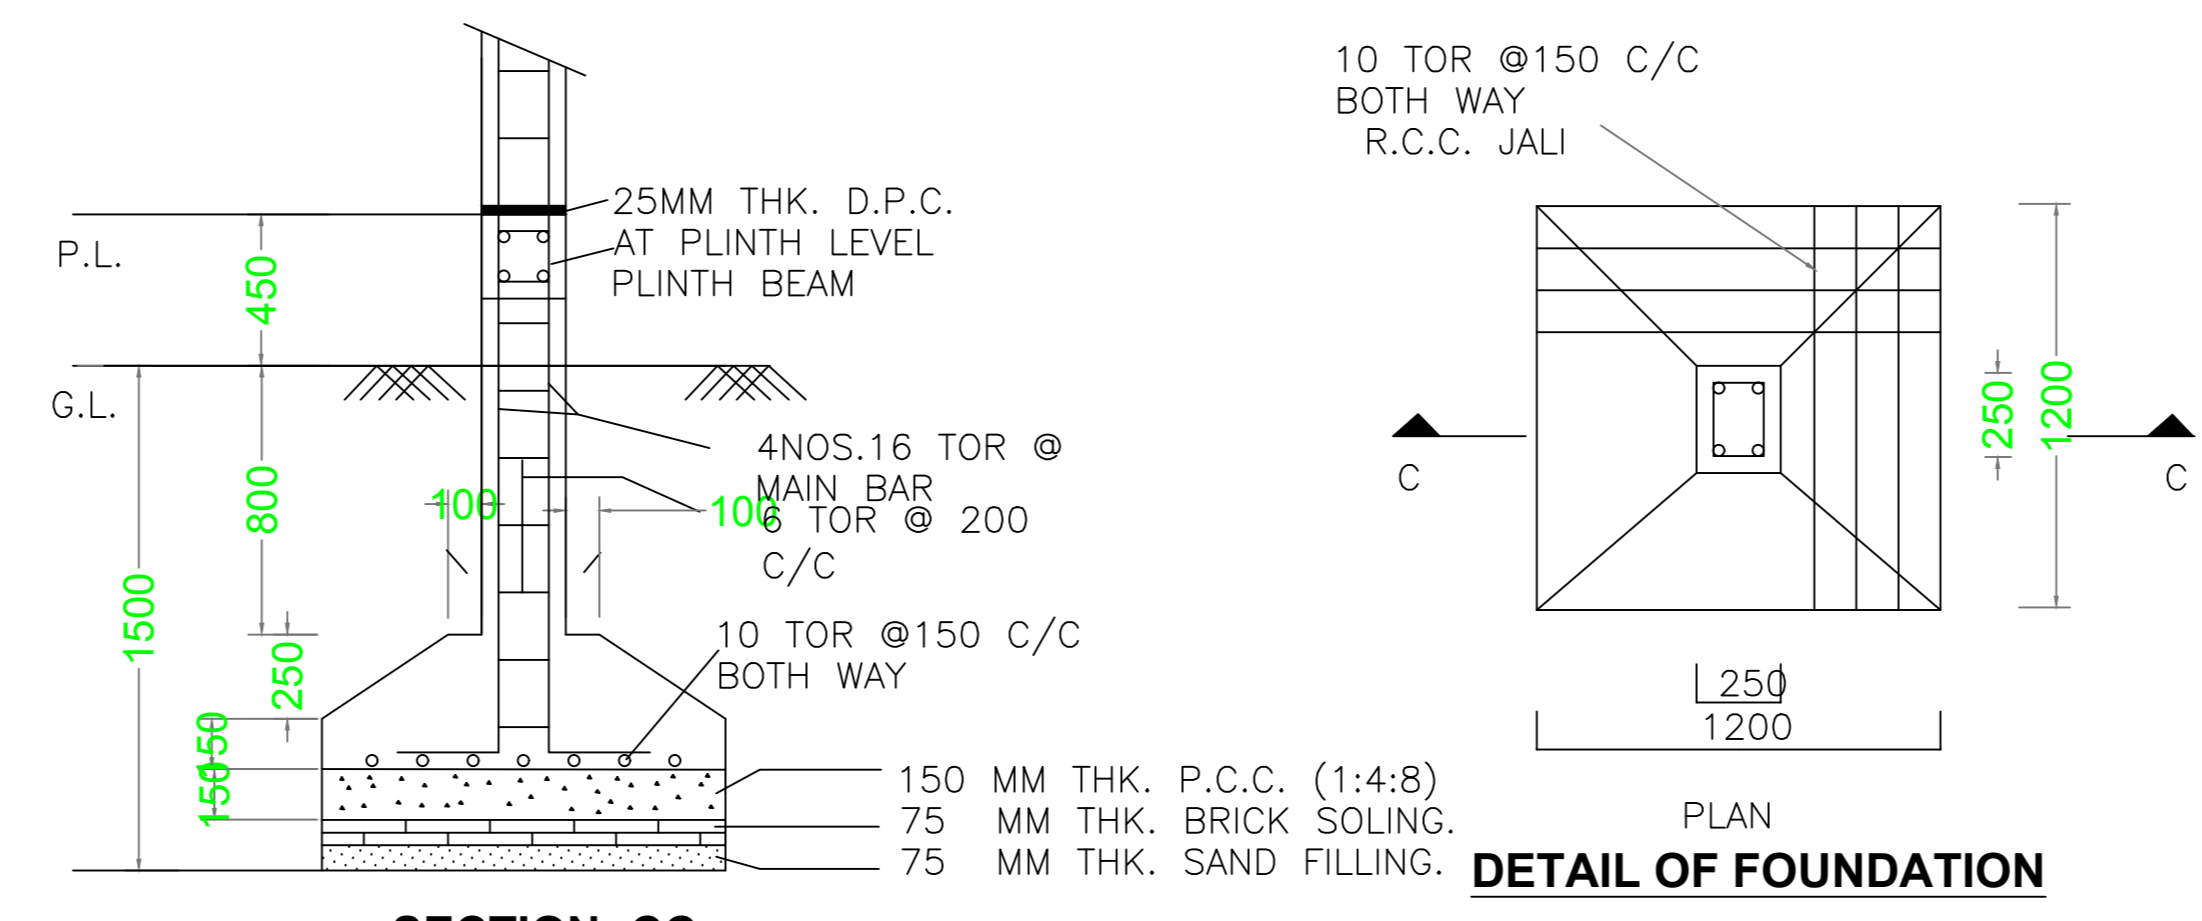 10 TOR @150 C/C
BOTH WAY
R.C.C. JALI
25MM THK. D.P.C.
AT PLINTH LEVEL
PLINTH BEAM
P.L.
450
G.L.
800
1500
250
150
150
100
100
4NOS.16 TOR @
MAIN BAR
6 TOR @ 200
C/C
10 TOR @150 C/C
BOTH WAY
150 MM THK. P.C.C. (1:4:8)
75 MM THK. BRICK SOLING.
75 MM THK. SAND FILLING.
250
1200
C
C
250
1200
PLAN
DETAIL OF FOUNDATION